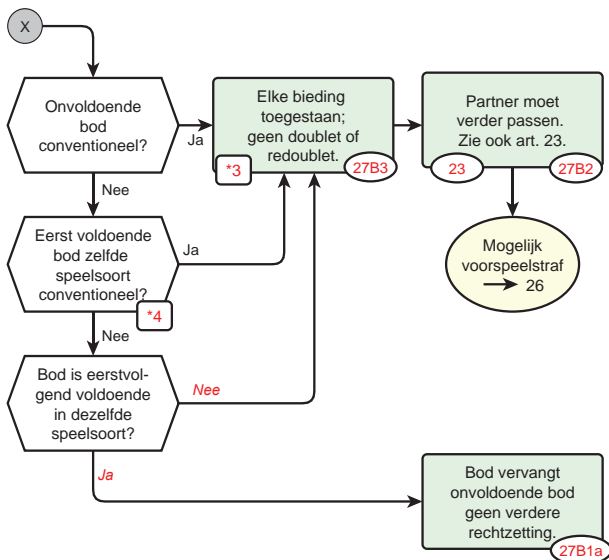 X
Onvoldoende
bod
conventioneel?
Ja
Elke bieding
toegestaan;
geen doublet of
redoublet.
*3
27B3
Partner moet
verder passen.
Zie ook art. 23.
23
27B2
Nee
Mogelijk
voorspeelstraf
26
Eerst voldoende
bod zelfde
speelsoort
conventioneel?
Ja
*4
Nee
Bod is eerstvol-
gend voldoende
in dezelfde
speelsoort?
Nee
Ja
Bod vervangt
onvoldoende bod
geen verdere
rechtzetting.
27B1a